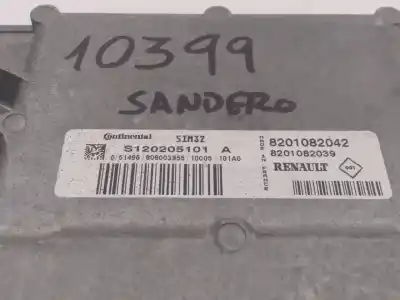 10399
SANDERO
Continental SIM32
S120205101 A
8201082042
8201082039
RENAULT